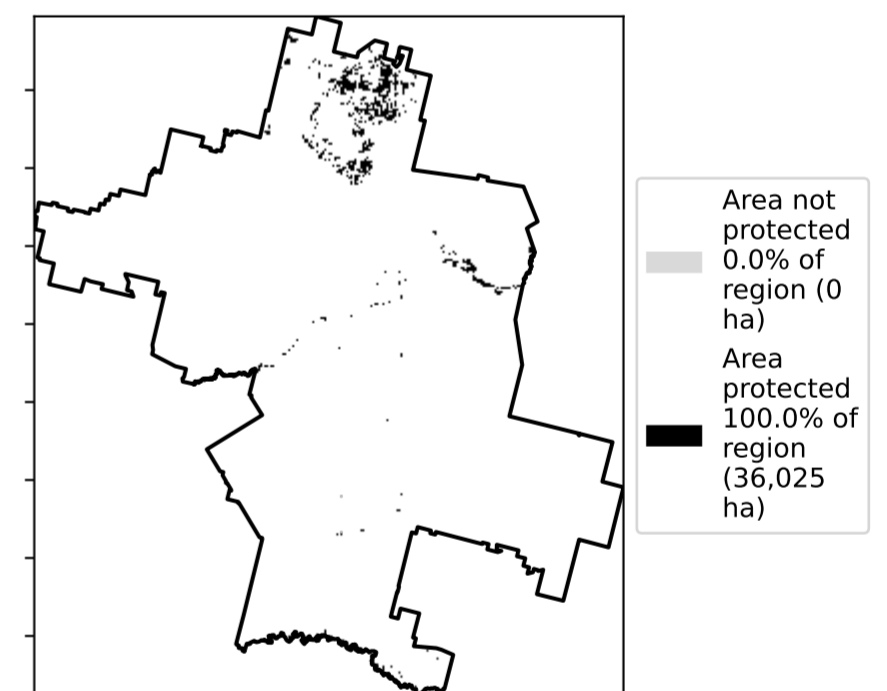 Area not
protected
0.0% of
region (0
ha)
Area
protected
100.0% of
region
(36,025
ha)